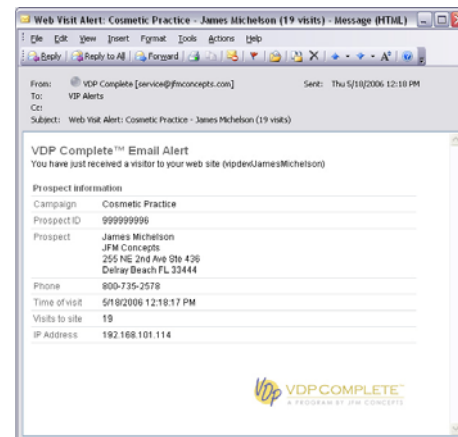 Web Visit Alert: Cosmetic Practice - James Michelson (19 visits) - Message (HTML)
File Edit View Insert Format Tools Actions Help
Reply Reply to All Forward
From: VDP Complete [service@jfmconcepts.com] Sent: Thu 5/18/2006 12:18 PM
To: VIP Alerts
Cc:
Subject: Web Visit Alert: Cosmetic Practice - James Michelson (19 visits)
VDP Complete™ Email Alert
You have just received a visitor to your web site (vipdev/JamesMichelson)
Prospect information
Campaign Cosmetic Practice
Prospect ID 999999996
Prospect James Michelson
JFM Concepts
255 NE 2nd Ave Ste 436
Delray Beach FL 33444
Phone 800-735-2578
Time of visit 5/18/2006 12:18:17 PM
Visits to site 19
IP Address 192.168.101.114
VDp VDP COMPLETE™
A PROGRAM BY JFM CONCEPTS